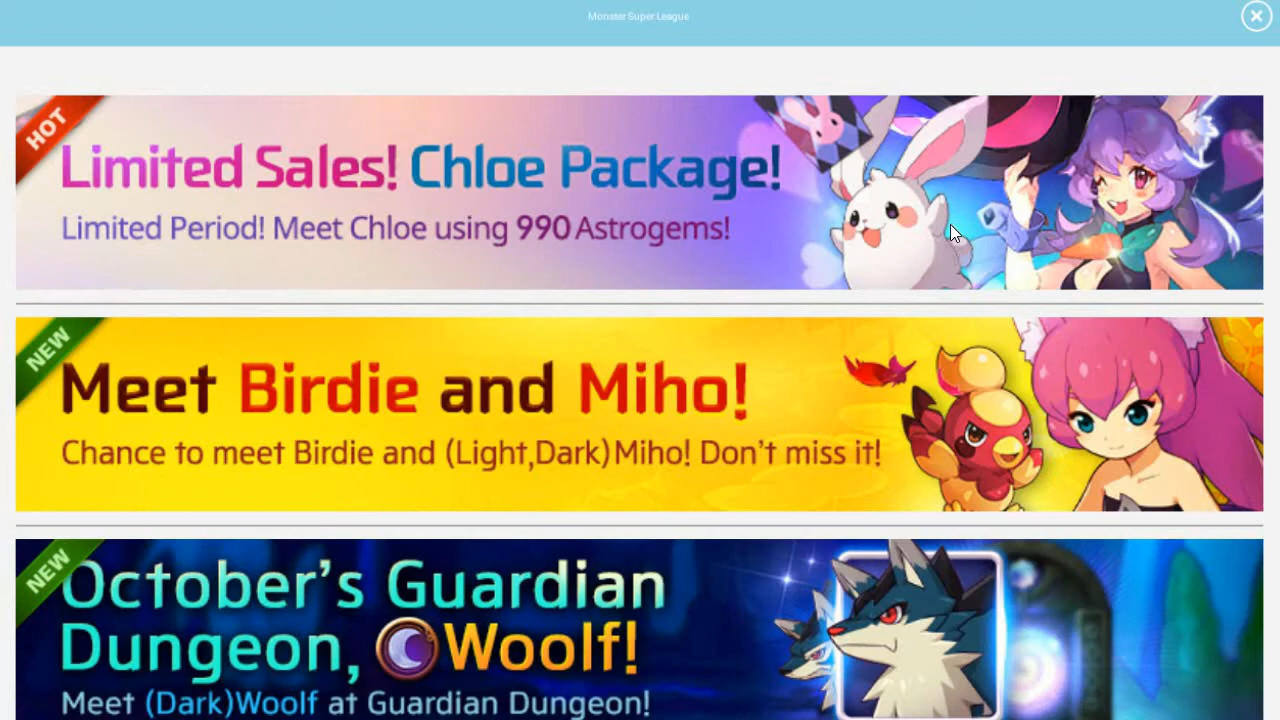 Monster Super League
HOT
Limited Sales! Chloe Package!
Limited Period! Meet Chloe using 990 Astrogems!
NEW
Meet Birdie and Miho!
Chance to meet Birdie and (Light,Dark)Miho! Don't miss it!
NEW
October's Guardian
Dungeon, Woolf!
Meet (Dark)Woolf at Guardian Dungeon!